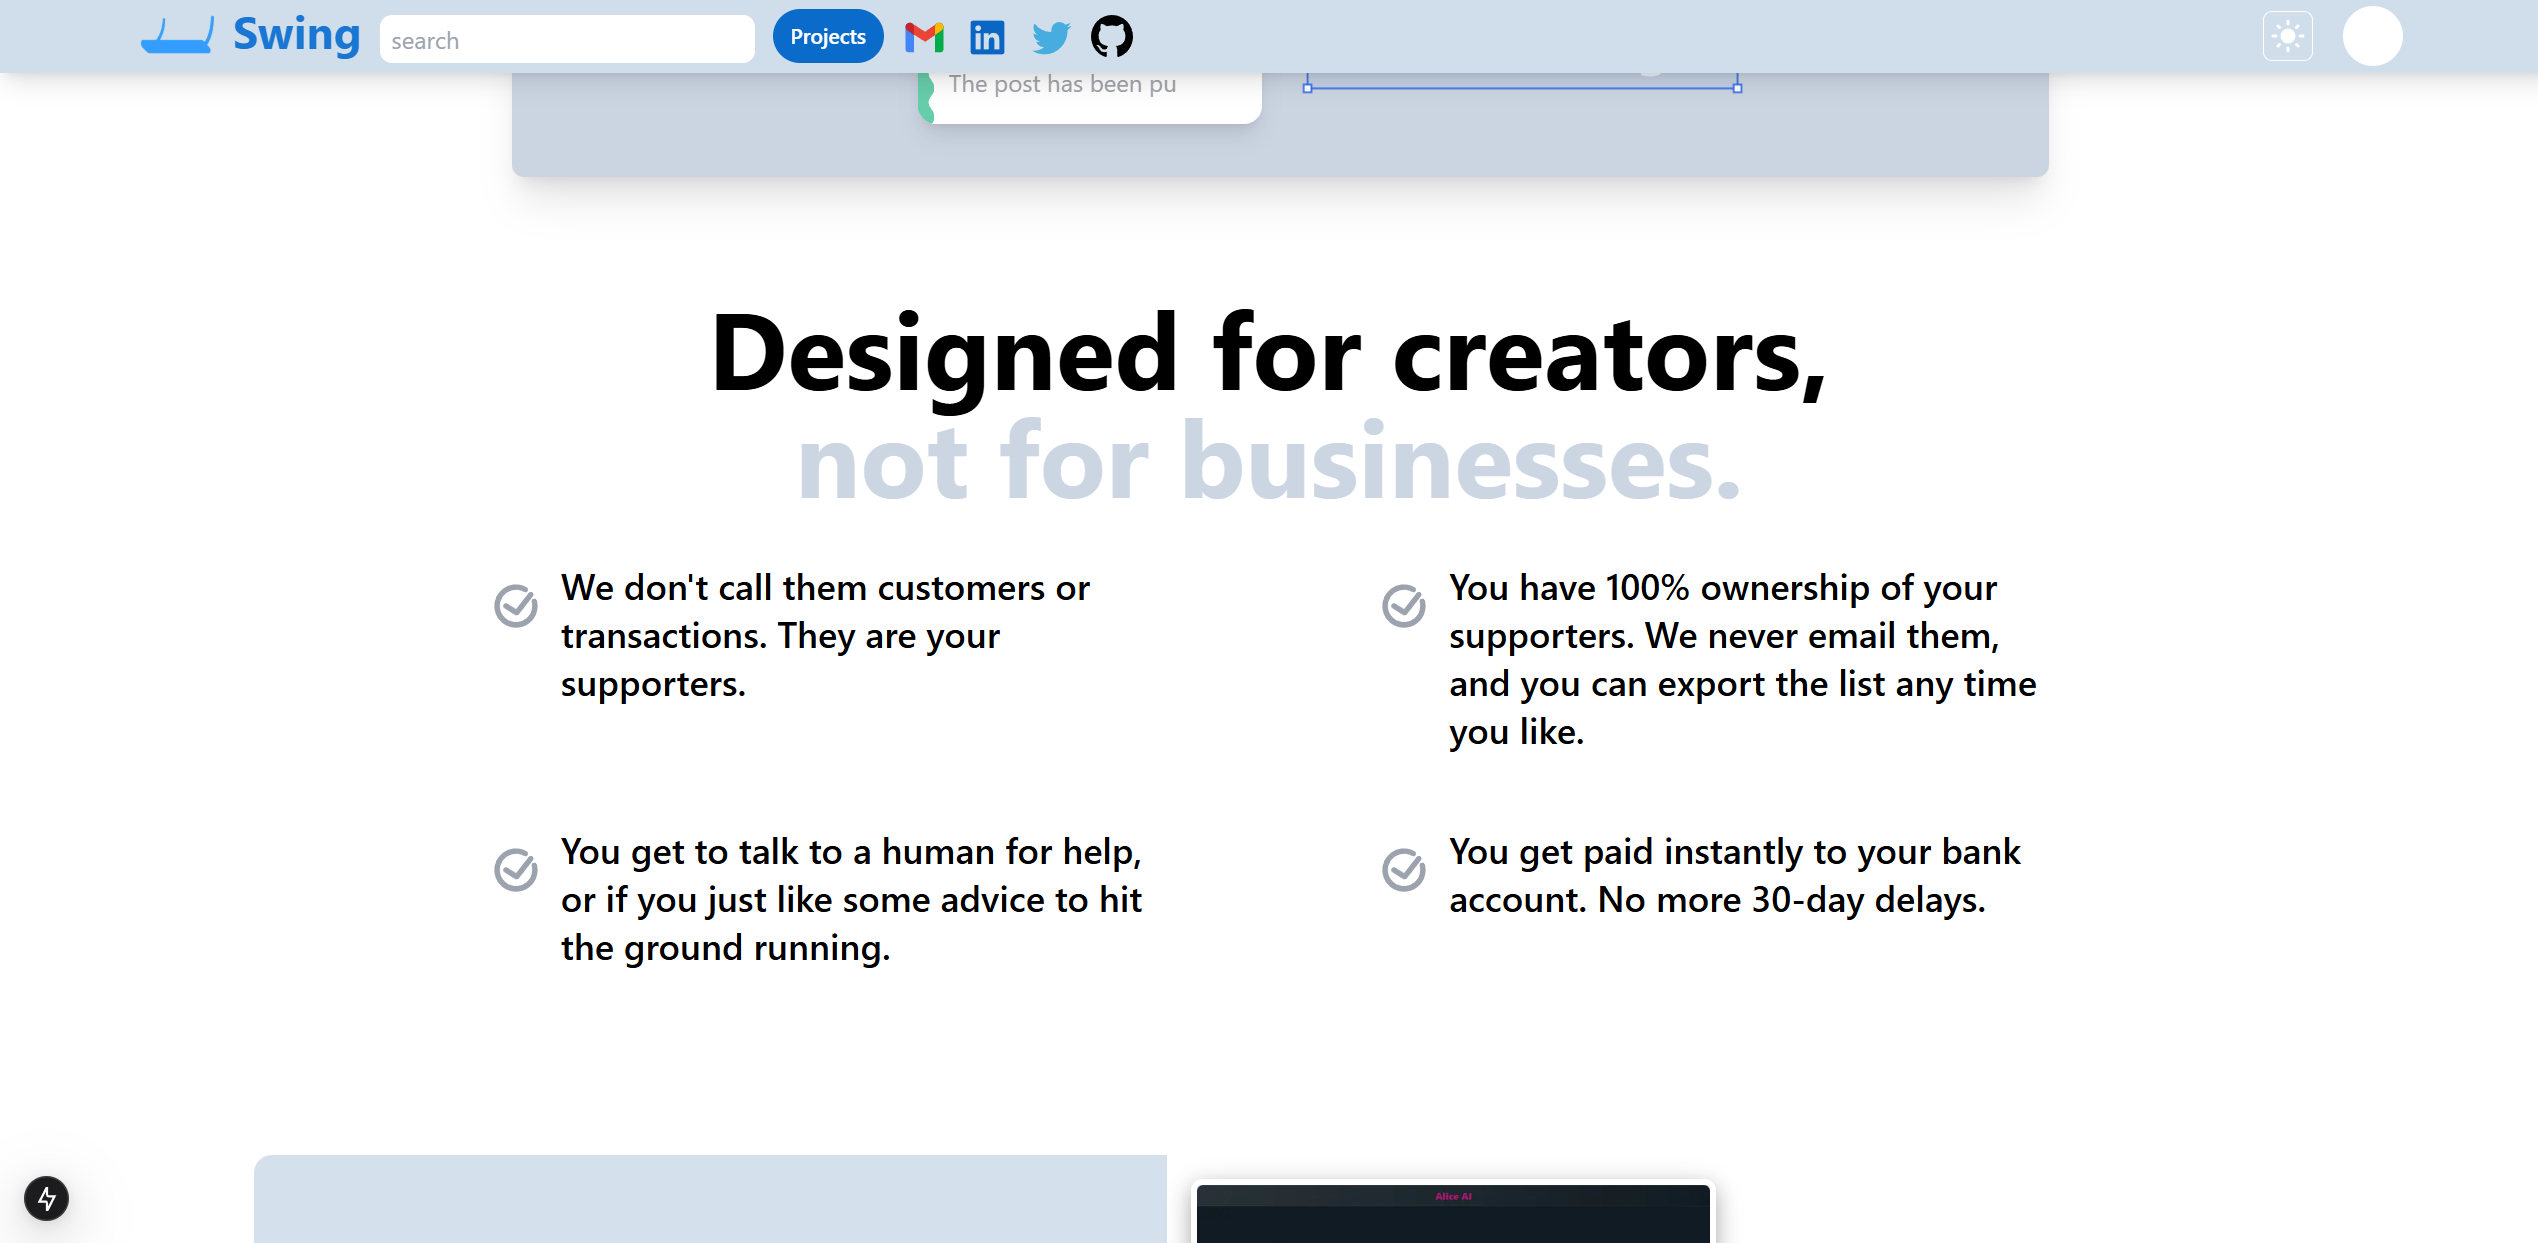 Swing
search
Projects
The post has been pu
Designed for creators,
not for businesses.
We don't call them customers or
transactions. They are your
supporters.
You have 100% ownership of your
supporters. We never email them,
and you can export the list any time
you like.
You get to talk to a human for help,
or if you just like some advice to hit
the ground running.
You get paid instantly to your bank
account. No more 30-day delays.
Alice AI